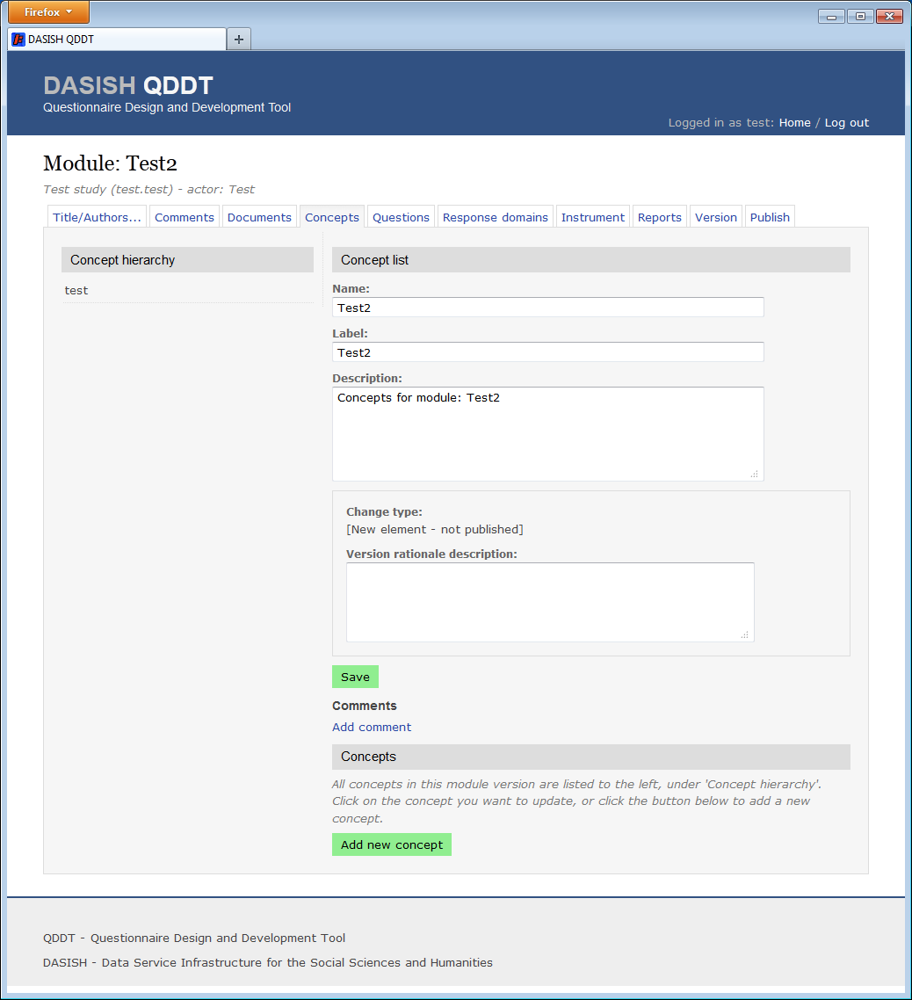 Firefox
DASISH QDDT
DASISH QDDT
Questionnaire Design and Development Tool
Logged in as test: Home / Log out
Module: Test2
Test study (test.test) - actor: Test
Title/Authors... Comments Documents Concepts Questions Response domains Instrument Reports Version Publish
Concept hierarchy
test
Concept list
Name:
Test2
Label:
Test2
Description:
Concepts for module: Test2
Change type:
[New element - not published]
Version rationale description:
Save
Comments
Add comment
Concepts
All concepts in this module version are listed to the left, under 'Concept hierarchy'.
Click on the concept you want to update, or click the button below to add a new
concept.
Add new concept
QDDT - Questionnaire Design and Development Tool
DASISH - Data Service Infrastructure for the Social Sciences and Humanities